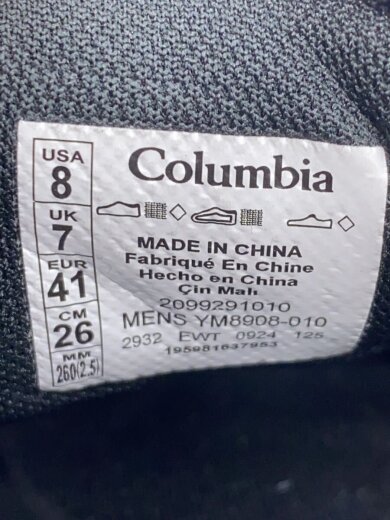 USA
8
UK
7
EUR
41
CM
26
MM
260(2.5)
Columbia
MADE IN CHINA
Fabriqué En Chine
Hecho en China
Çin Malı
2099291010
MENS YM8908-010
2932 EWT 0924 125
195981637953